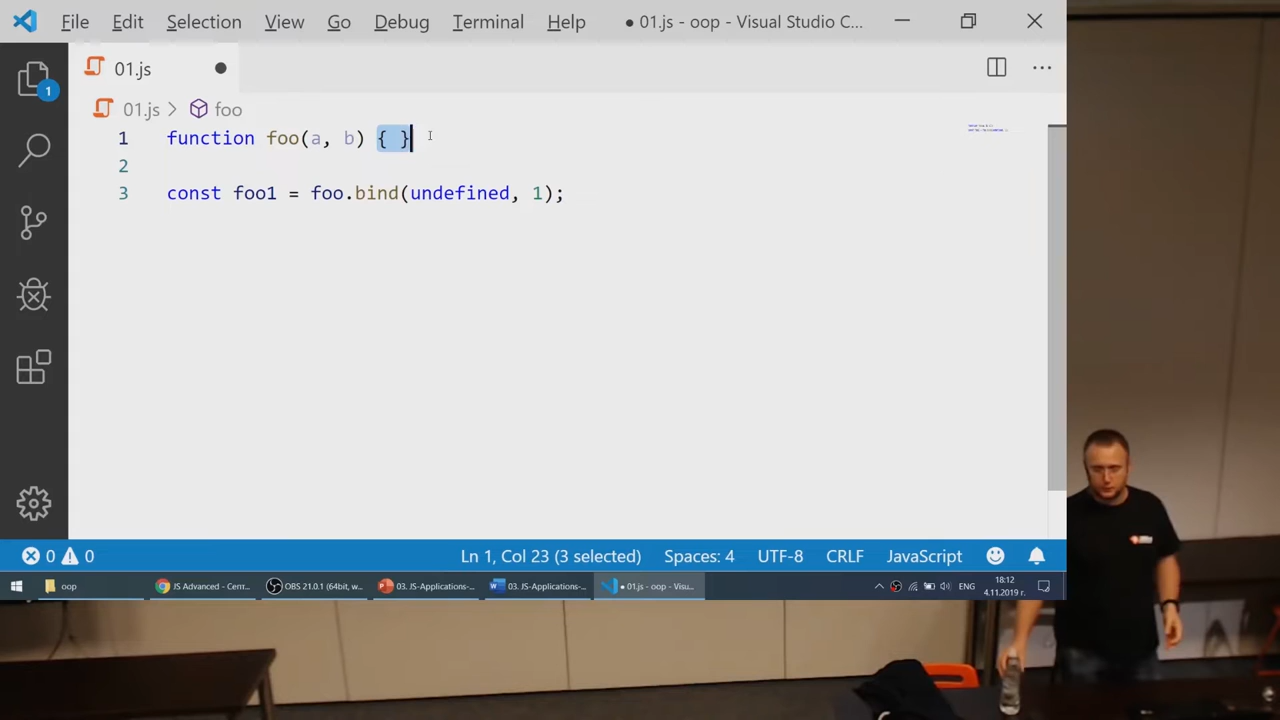 File Edit Selection View Go Debug Terminal Help ● 01.js - oop - Visual Studio C...
01.js ●
1
01.js > foo
1 function foo(a, b) { }
2
3 const foo1 = foo.bind(undefined, 1);
0 0 Ln 1, Col 23 (3 selected) Spaces: 4 UTF-8 CRLF JavaScript
oop JS Advanced - Cent... OBS 21.0.1 (64bit, w... 03. JS-Applications-... 03. JS-Applications-... ● 01.js - oop - Visu... ЕНГ 18:12
4.11.2019 г.